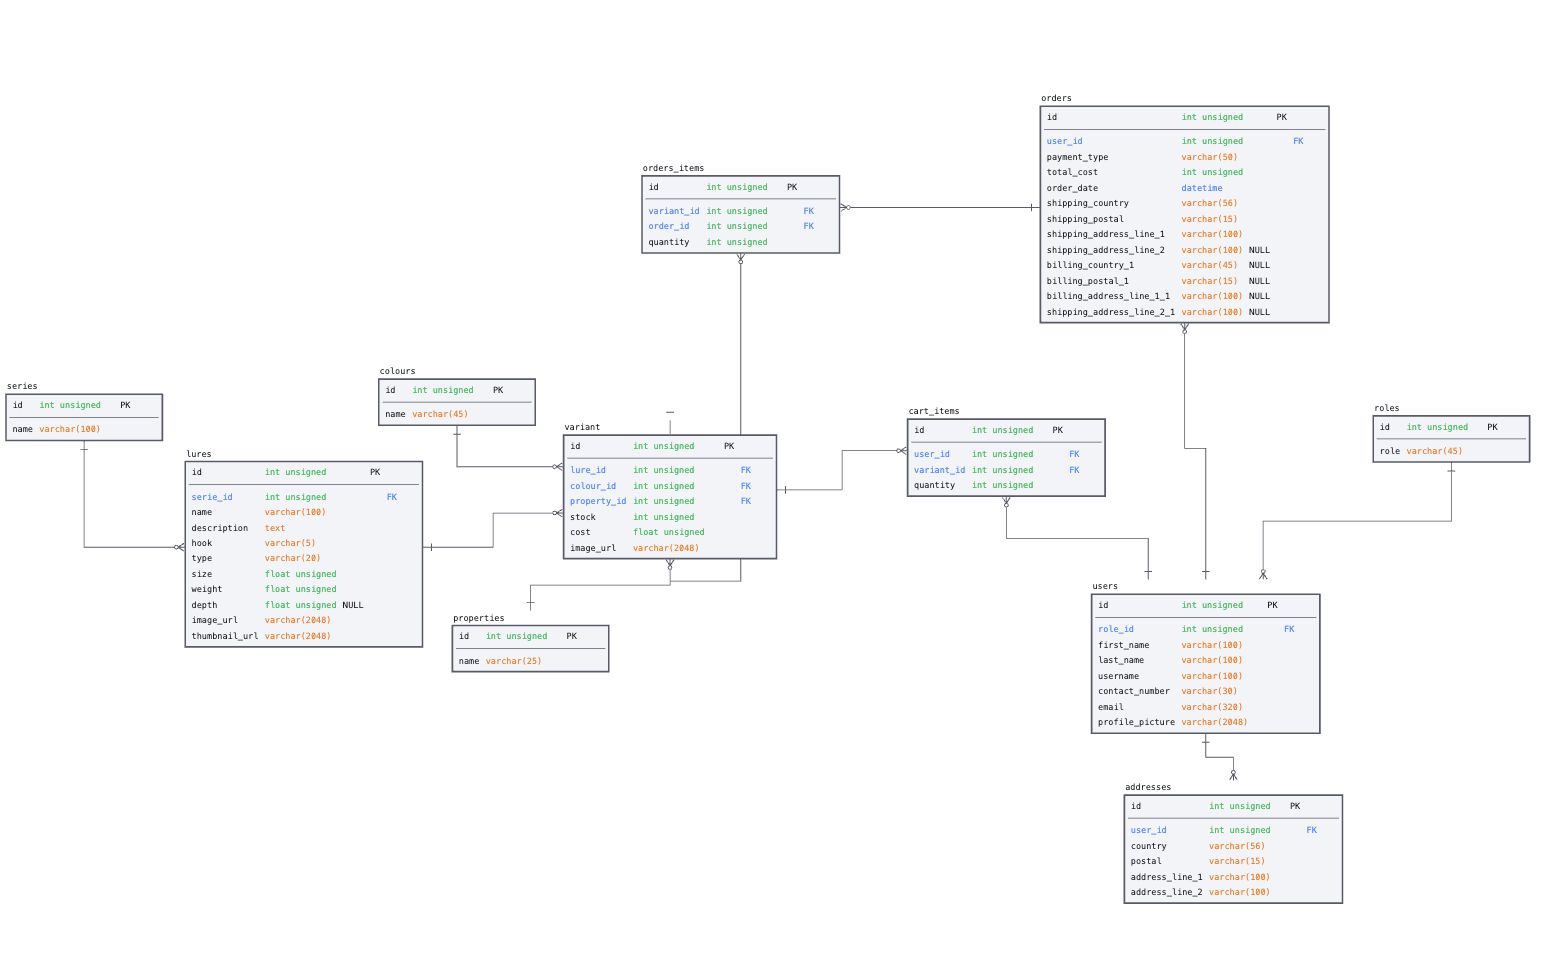 orders
id int unsigned PK
user_id int unsigned FK
payment_type varchar(50)
total_cost int unsigned
order_date datetime
shipping_country varchar(56)
shipping_postal varchar(15)
shipping_address_line_1 varchar(100)
shipping_address_line_2 varchar(100) NULL
billing_country_1 varchar(45) NULL
billing_postal_1 varchar(15) NULL
billing_address_line_1_1 varchar(100) NULL
shipping_address_line_2_1 varchar(100) NULL
orders_items
id int unsigned PK
variant_id int unsigned FK
order_id int unsigned FK
quantity int unsigned
series
id int unsigned PK
name varchar(100)
colours
id int unsigned PK
name varchar(45)
lures
id int unsigned PK
serie_id int unsigned FK
name varchar(100)
description text
hook varchar(5)
type varchar(20)
size float unsigned
weight float unsigned
depth float unsigned NULL
image_url varchar(2048)
thumbnail_url varchar(2048)
variant
id int unsigned PK
lure_id int unsigned FK
colour_id int unsigned FK
property_id int unsigned FK
stock int unsigned
cost float unsigned
image_url varchar(2048)
cart_items
id int unsigned PK
user_id int unsigned FK
variant_id int unsigned FK
quantity int unsigned
roles
id int unsigned PK
role varchar(45)
properties
id int unsigned PK
name varchar(25)
users
id int unsigned PK
role_id int unsigned FK
first_name varchar(100)
last_name varchar(100)
username varchar(100)
contact_number varchar(30)
email varchar(320)
profile_picture varchar(2048)
addresses
id int unsigned PK
user_id int unsigned FK
country varchar(56)
postal varchar(15)
address_line_1 varchar(100)
address_line_2 varchar(100)